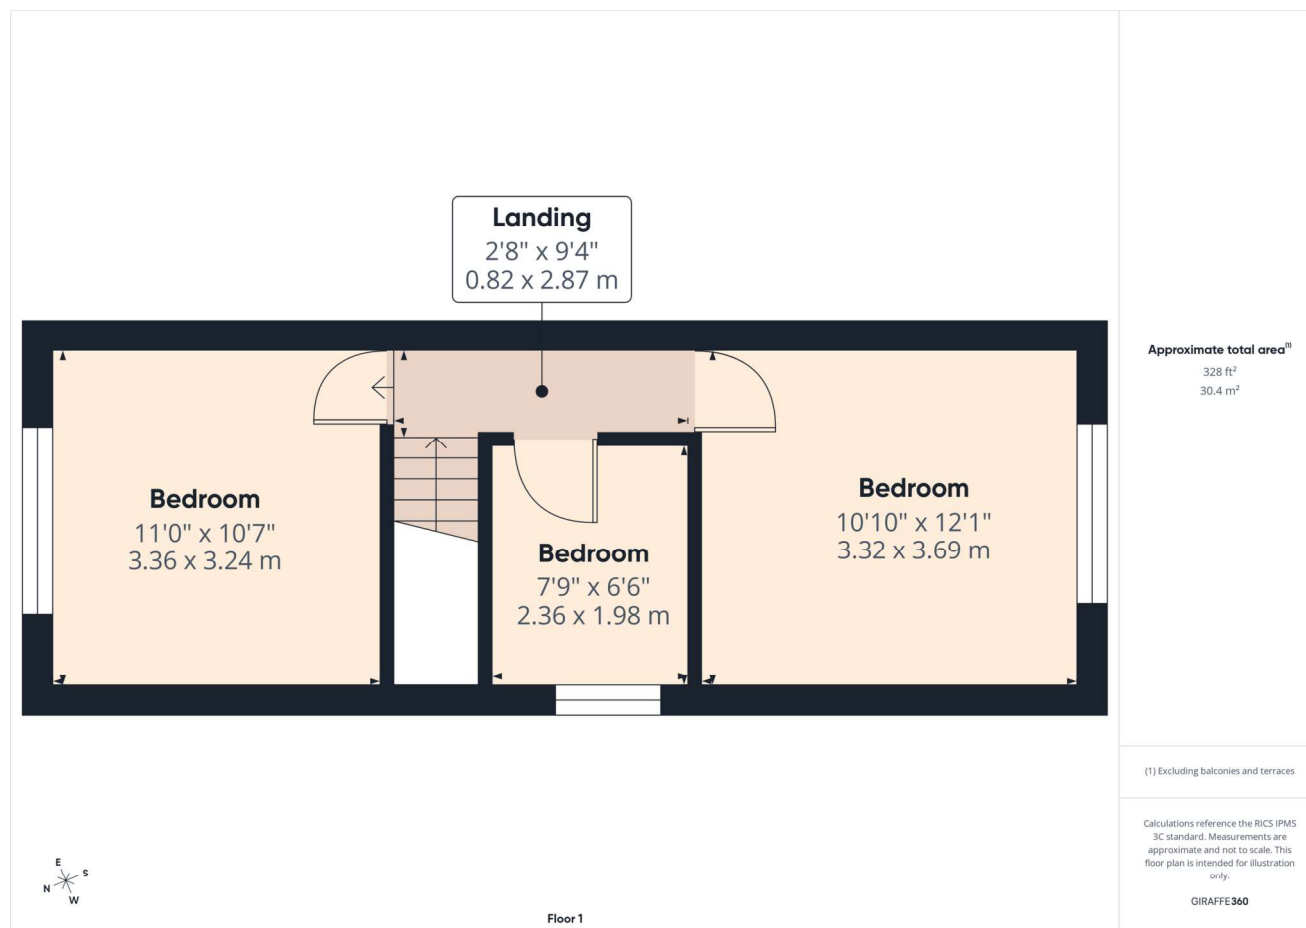 Landing
2'8" x 9'4"
0.82 x 2.87 m
Bedroom
11'0" x 10'7"
3.36 x 3.24 m
Bedroom
7'9" x 6'6"
2.36 x 1.98 m
Bedroom
10'10" x 12'1"
3.32 x 3.69 m
Approximate total area(1)
328 ft²
30.4 m²
(1) Excluding balconies and terraces
Calculations reference the RICS IPMS
3C standard. Measurements are
approximate and not to scale. This
floor plan is intended for illustration
only.
GIRAFFE360
E
S
N
W
Floor 1